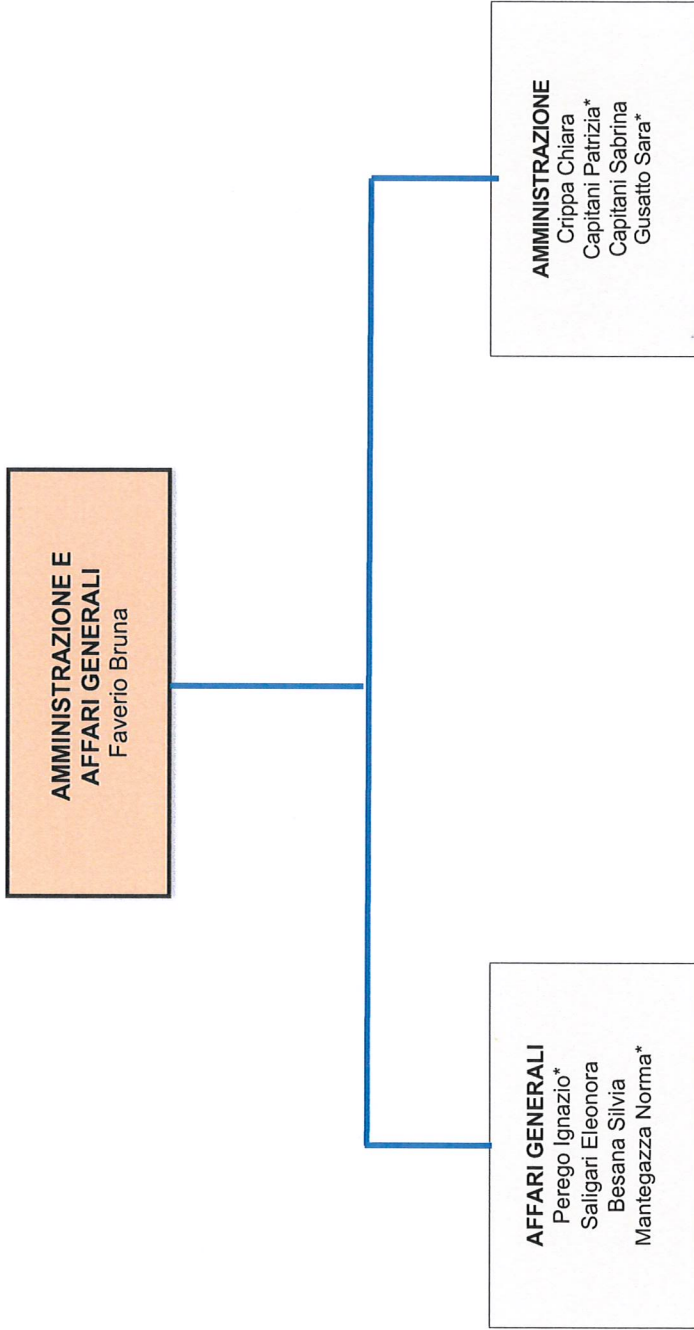 AMMINISTRAZIONE E
AFFARI GENERALI
Faverio Bruna
AFFARI GENERALI
Perego Ignazio*
Saligari Eleonora
Besana Silvia
Mantegazza Norma*
AMMINISTRAZIONE
Crippa Chiara
Capitani Patrizia*
Capitani Sabrina
Gusatto Sara*